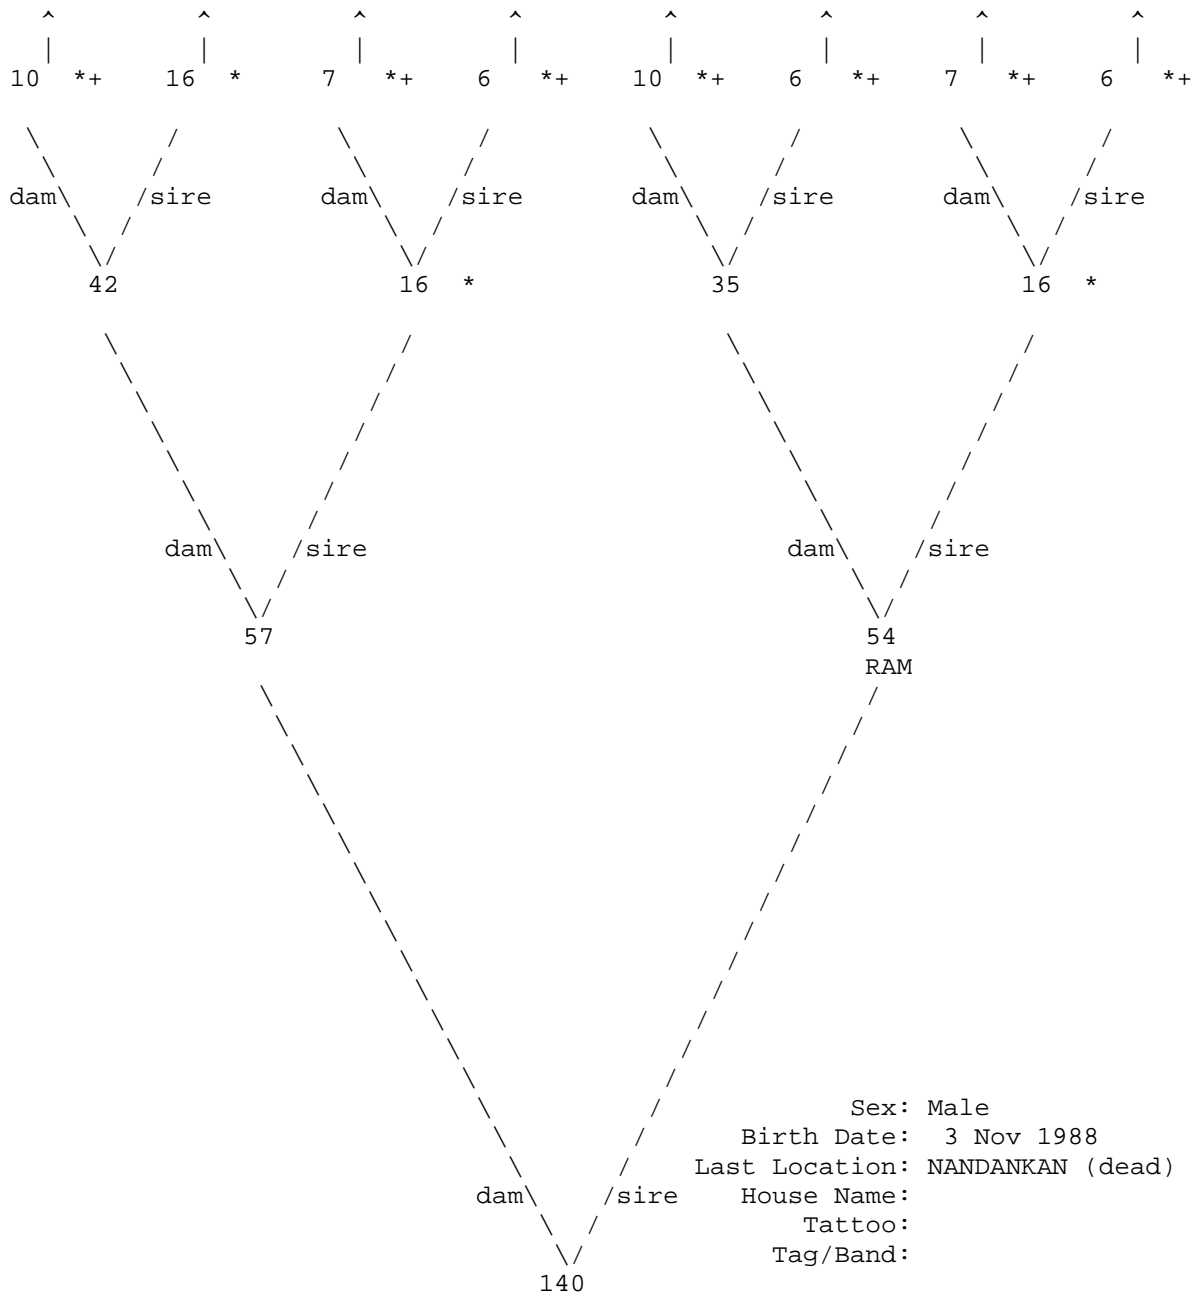 ^ ^ ^ ^ ^ ^ ^ ^
| | | | | | | |
10 *+ 16 * 7 *+ 6 *+ 10 *+ 6 *+ 7 *+ 6 *+
dam sire dam sire dam sire dam sire
42 16 * 35 16 *
dam sire dam sire
57 54
RAM
Sex: Male
Birth Date: 3 Nov 1988
Last Location: NANDANKAN (dead)
dam sire House Name:
Tattoo:
Tag/Band:
140